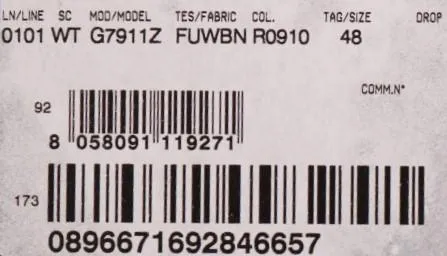 LN/LINE SC MOD/MODEL TES/FABRIC COL. TAG/SIZE DROP
0101 WT G7911Z FUWBN R0910 48
COMM.N°
92
8 058091 119271
173
0896671692846657